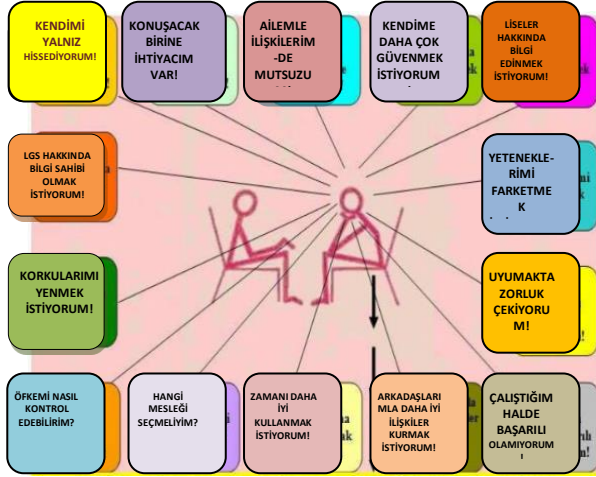 KENDİMİ
YALNIZ
HISSEDİYORUM!
KONUŞACAK
BİRİNE
İHTİYACIM
VAR!
AİLEMLE
İLİŞKİLERİM
-DE
MUTSUZU
KENDİME
DAHA ÇOK
GÜVENMEK
İSTİYORUM
LİSELER
HAKKINDA
BİLGİ
EDİNMEK
İSTİYORUM!
LGS HAKKINDA
BİLGİ SAHİBİ
OLMAK
İSTİYORUM!
YETENEKLE-
RİMİ
FARKETME
K
KORKULARIMI
YENMEK
İSTİYORUM!
UYUMAKTA
ZORLUK
ÇEKİYORU
M!
ÖFKEMİ NASIL
KONTROL
EDEBİLİRİM?
HANGİ
MESLEĞİ
SEÇMELİYİM?
ZAMANI DAHA
İYİ
KULLANMAK
İSTİYORUM!
ARKADAŞLARI
MLA DAHA İYİ
İLİŞKİLER
KURMAK
İSTİYORUM!
ÇALIŞTIĞIM
HALDE
BAŞARILI
OLAMIYORUM
!